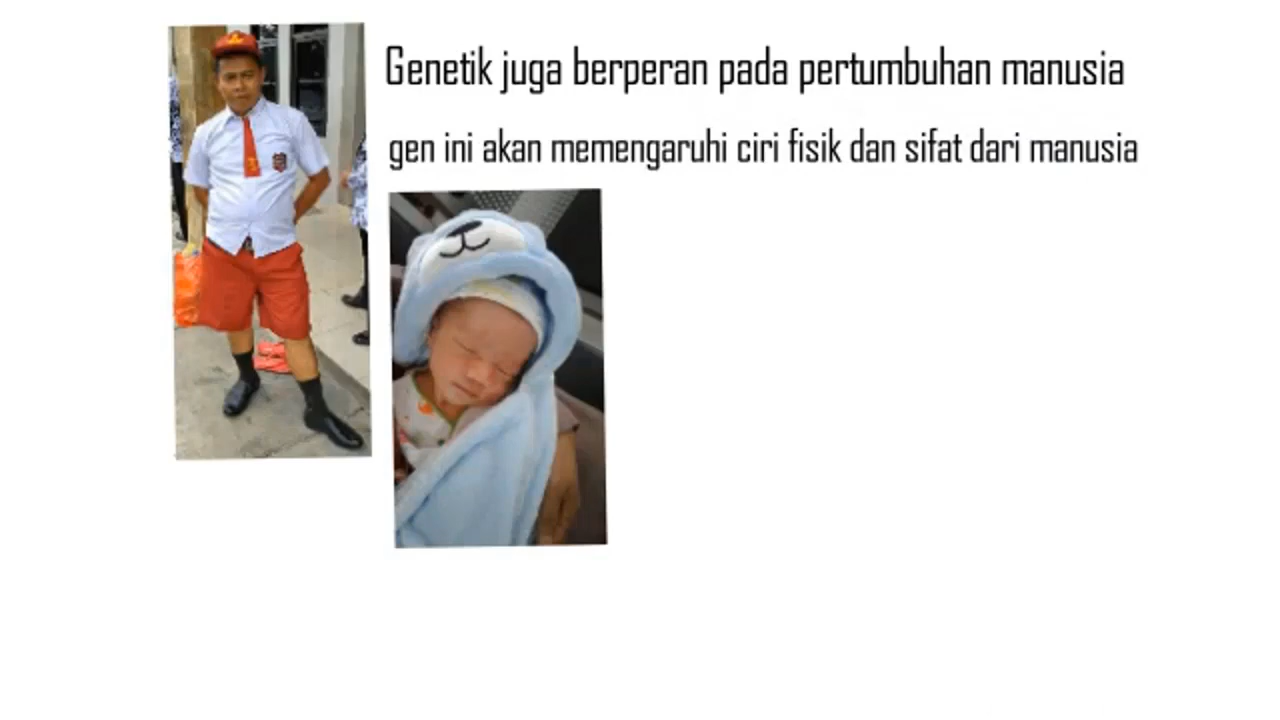 Genetik juga berperan pada pertumbuhan manusia
gen ini akan memengaruhi ciri fisik dan sifat dari manusia